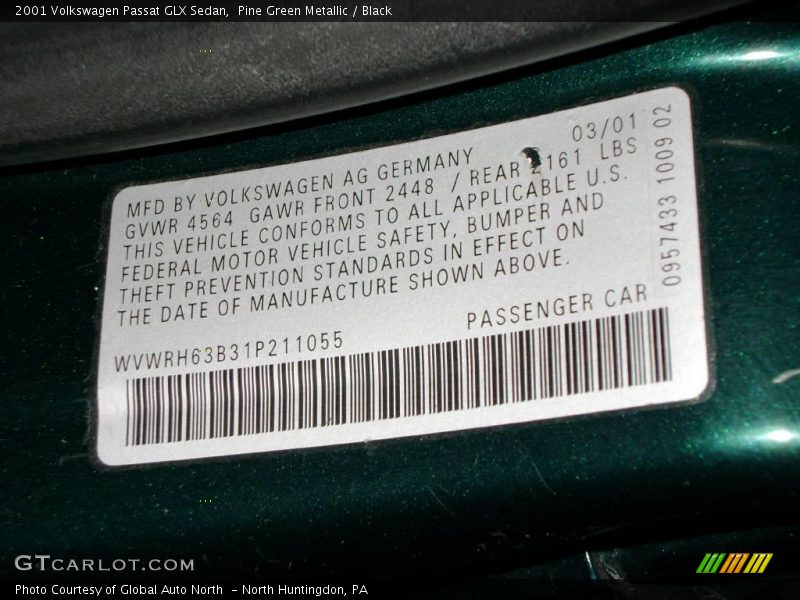 2001 Volkswagen Passat GLX Sedan,  Pine Green Metallic / Black
03/01
MFD BY VOLKSWAGEN AG GERMANY
GVWR 4564 GAWR FRONT 2448 / REAR 2161 LBS
THIS VEHICLE CONFORMS TO ALL APPLICABLE U.S.
FEDERAL MOTOR VEHICLE SAFETY, BUMPER AND
THEFT PREVENTION STANDARDS IN EFFECT ON
THE DATE OF MANUFACTURE SHOWN ABOVE.
0957433 1009 02
WVWRH63B31P211055
PASSENGER CAR
GTCARLOT.COM
Photo Courtesy of Global Auto North  - North Huntingdon, PA